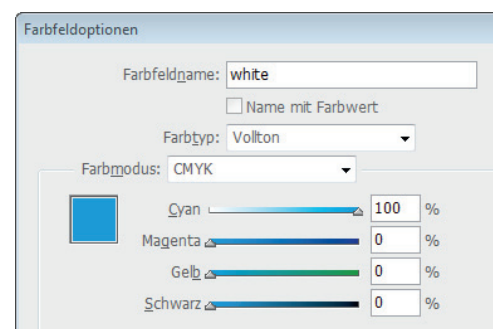 Farbfeldoptionen
Farbfeldname: white
Name mit Farbwert
Farbtyp: Vollton
Farbmodus: CMYK
Cyan 100 %
Magenta 0 %
Gelb 0 %
Schwarz 0 %